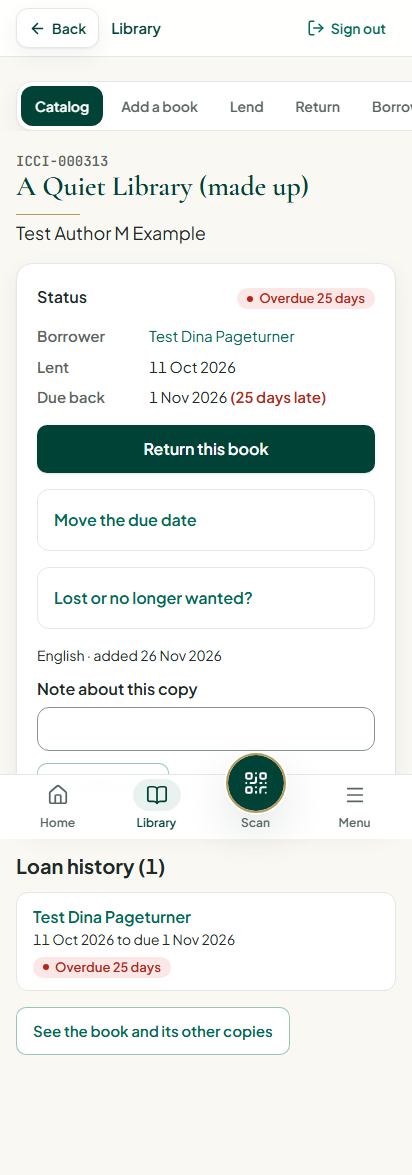 Back
Library
Sign out
Catalog
Add a book
Lend
Return
Borro
ICCI-000313
A Quiet Library (made up)
Test Author M Example
Status
Overdue 25 days
Borrower
Test Dina Pageturner
Lent
11 Oct 2026
Due back
1 Nov 2026 (25 days late)
Return this book
Move the due date
Lost or no longer wanted?
English · added 26 Nov 2026
Note about this copy
Home
Library
Scan
Menu
Loan history (1)
Test Dina Pageturner
11 Oct 2026 to due 1 Nov 2026
Overdue 25 days
See the book and its other copies